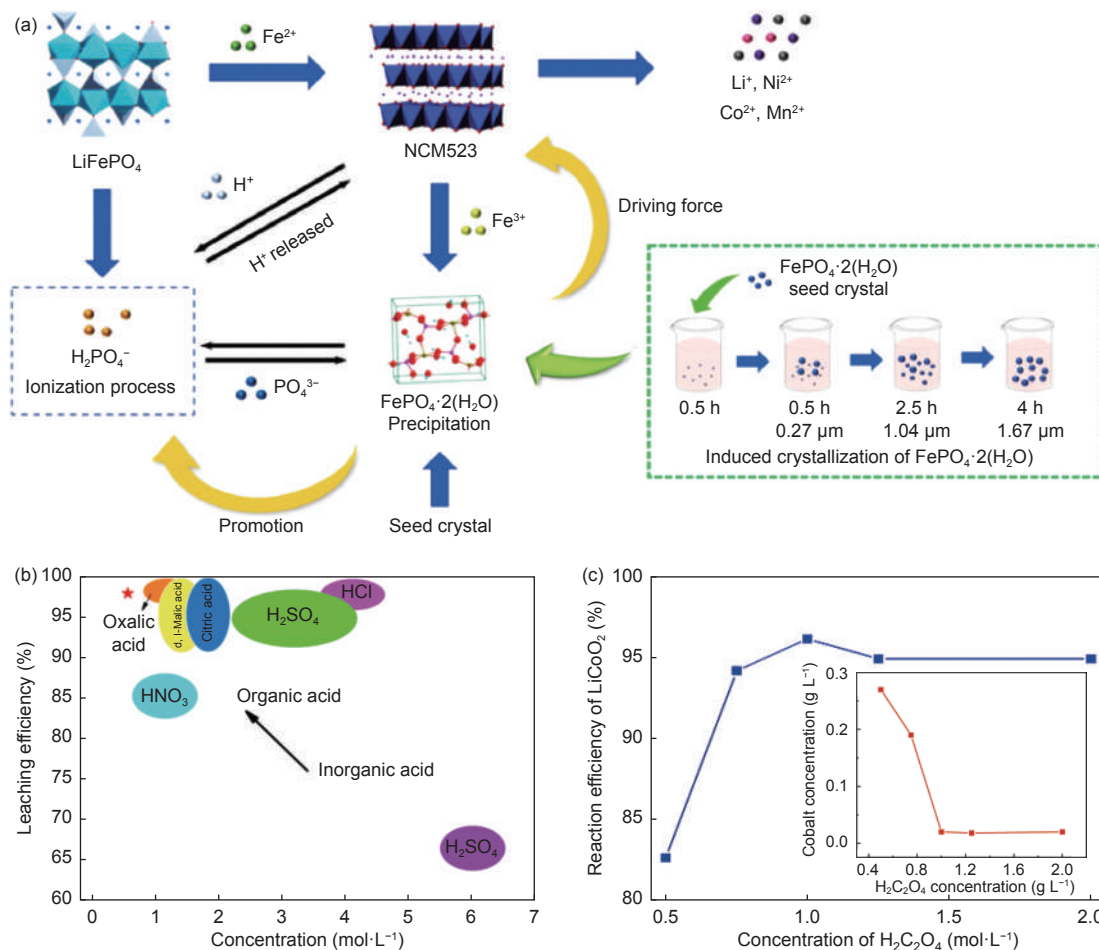 (a)
Fe²⁺
LiFePO₄
NCM523
Li⁺, Ni²⁺
Co²⁺, Mn²⁺
H⁺
H⁺ released
Fe³⁺
Driving force
H₂PO₄⁻
Ionization process
PO₄³⁻
FePO₄·2(H₂O)
Precipitation
Promotion
Seed crystal
FePO₄·2(H₂O)
seed crystal
0.5 h
0.5 h
2.5 h
4 h
0.27 μm
1.04 μm
1.67 μm
Induced crystallization of FePO₄·2(H₂O)
(b)
Leaching efficiency (%)
100
95
90
85
80
75
70
65
60
0 1 2 3 4 5 6 7
Concentration (mol·L⁻¹)
Oxalic
acid
d, l-Malic acid
Citric acid
H₂SO₄
HCl
HNO₃
Organic acid
Inorganic acid
H₂SO₄
(c)
Reaction efficiency of LiCoO₂ (%)
100
95
90
85
80
0.5 1.0 1.5 2.0
Concentration of H₂C₂O₄ (mol·L⁻¹)
Cobalt concentration (g L⁻¹)
0.3
0.2
0.1
0.0
0.4 0.8 1.2 1.6 2.0
H₂C₂O₄ concentration (g L⁻¹)